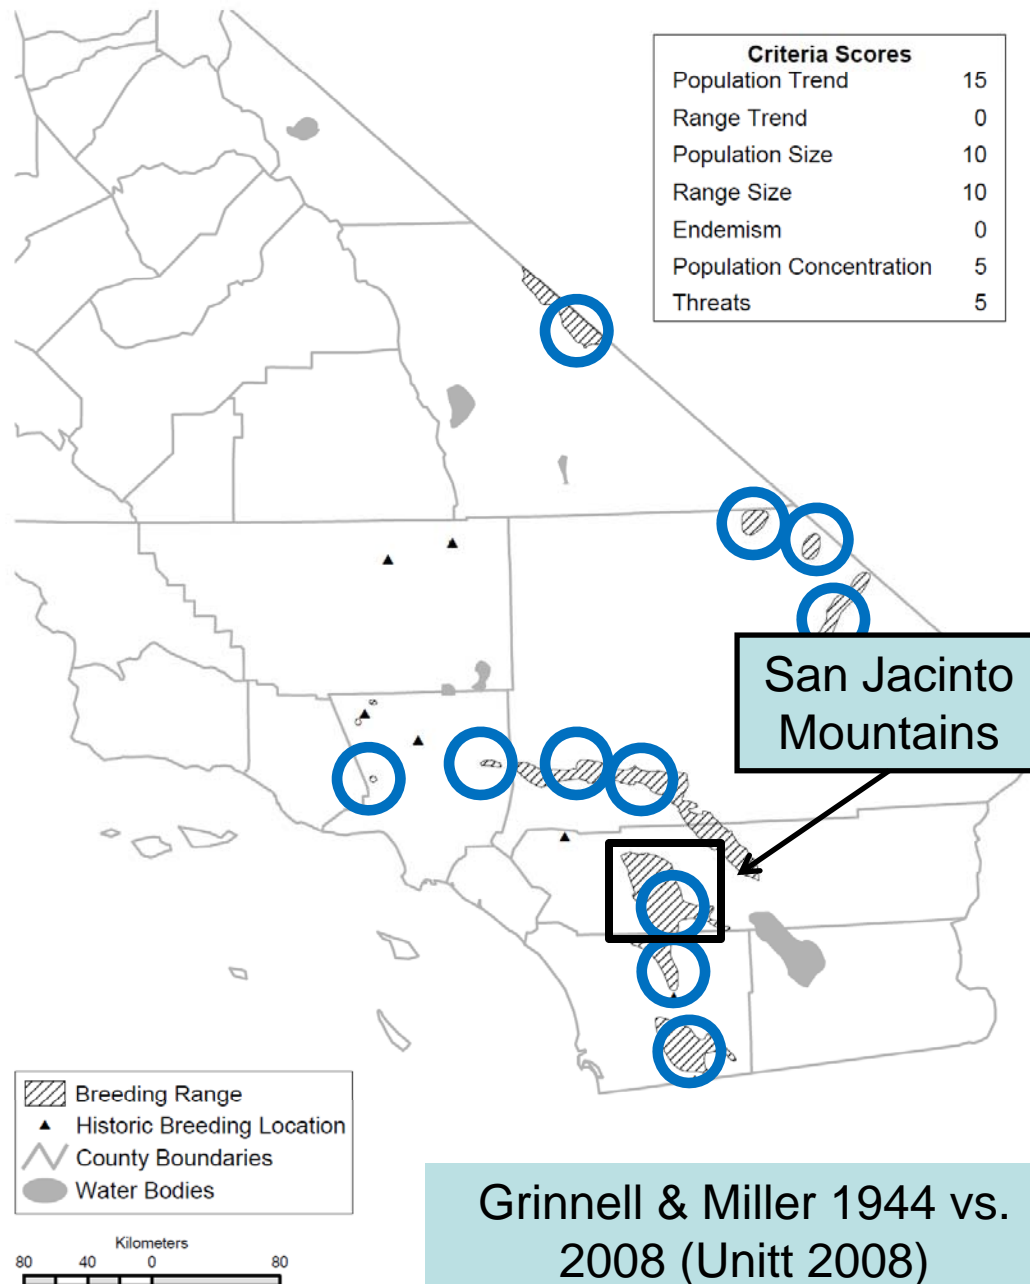 Criteria Scores
Population Trend 15
Range Trend 0
Population Size 10
Range Size 10
Endemism 0
Population Concentration 5
Threats 5
San Jacinto
Mountains
Breeding Range
Historic Breeding Location
County Boundaries
Water Bodies
Kilometers
80 40 0 80
Grinnell & Miller 1944 vs.
2008 (Unitt 2008)